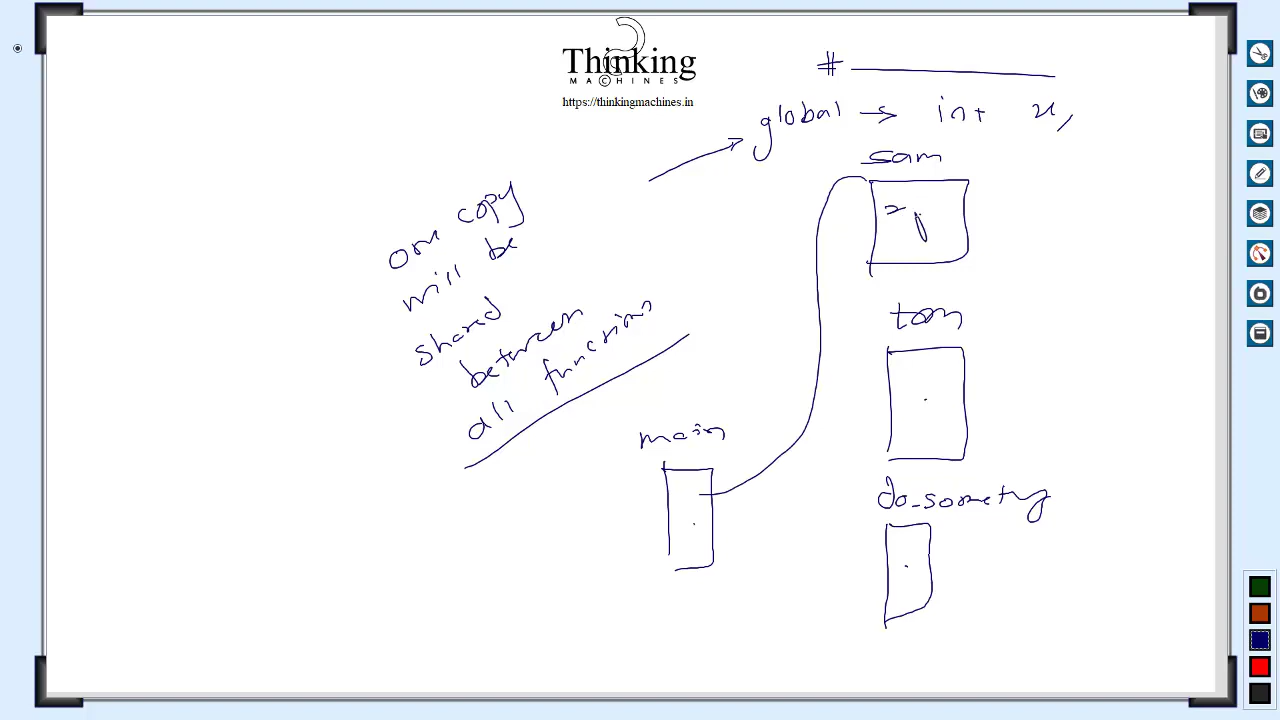 Thinking
MACHINES
https://thinkingmachines.in
#
global → int x,
sam
one copy
will be
shared
between
all functions
tom
main
do_something